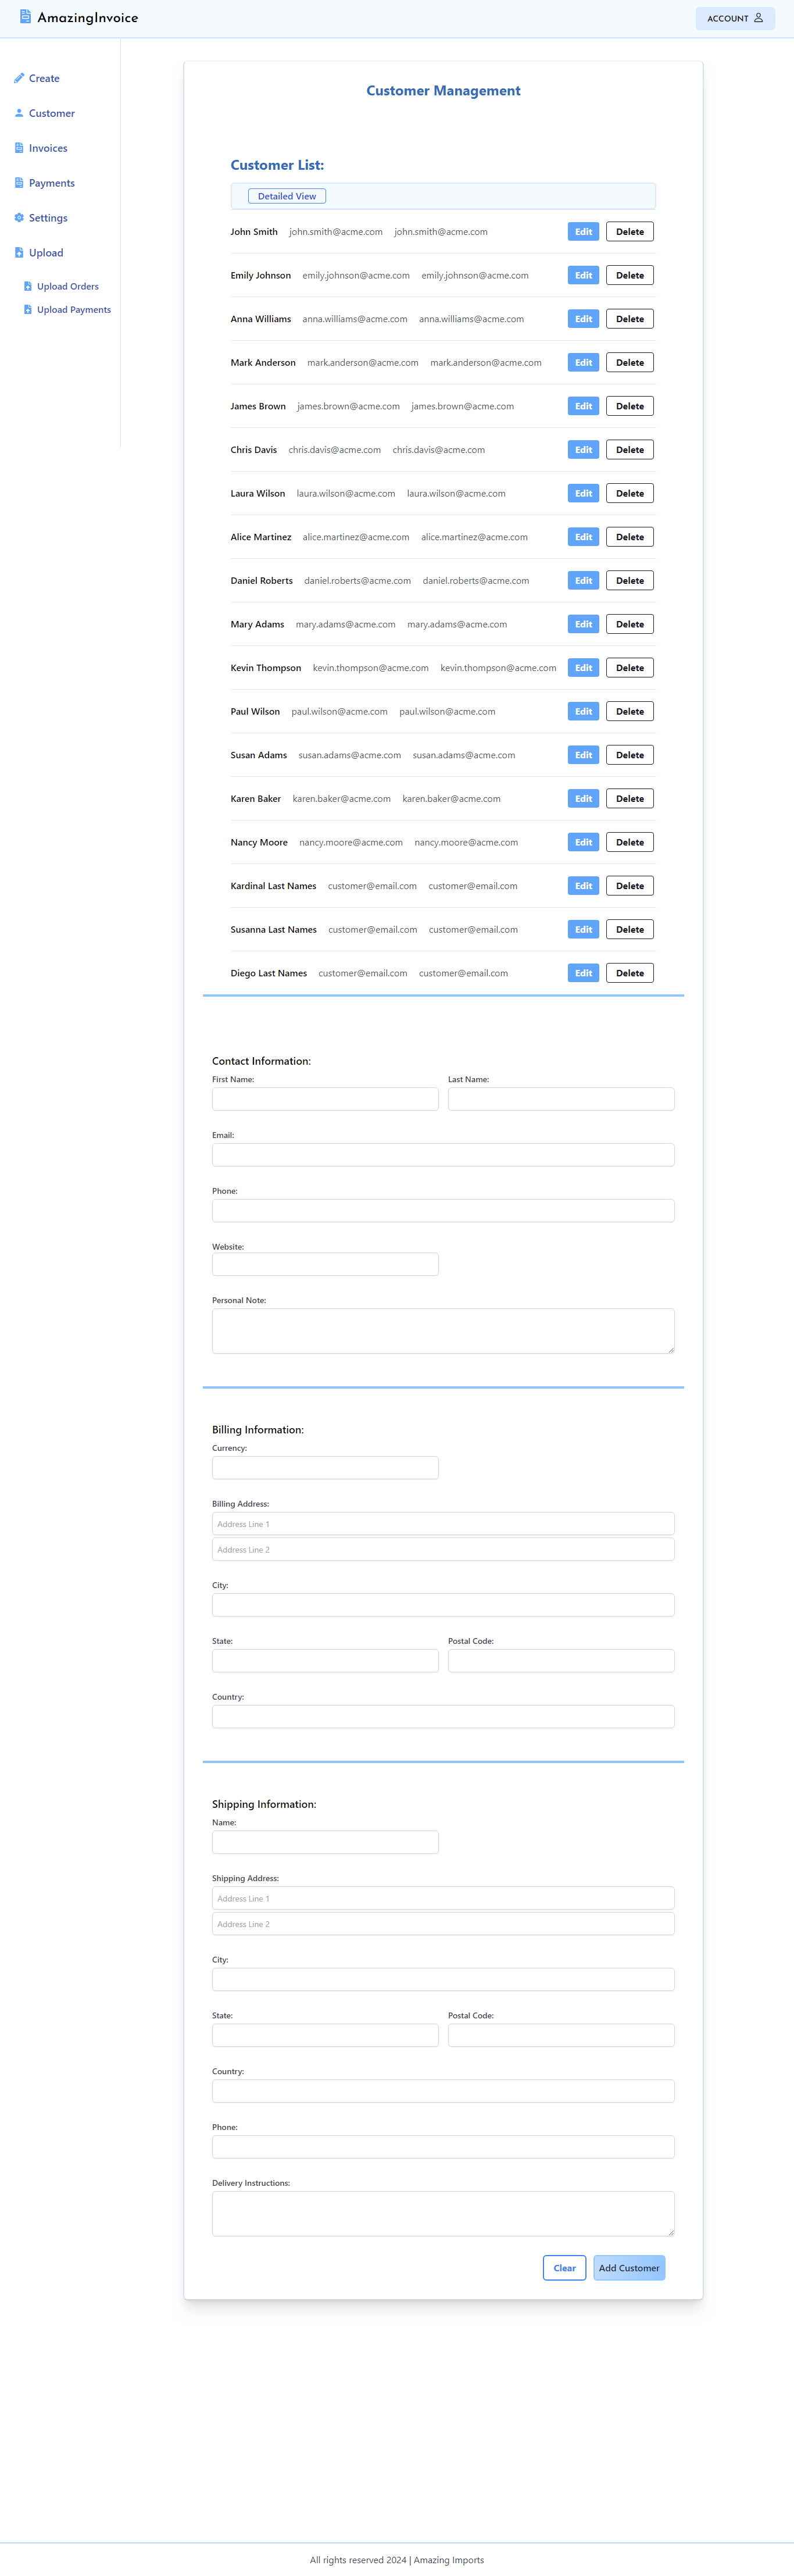 AmazingInvoice
ACCOUNT
Create
Customer
Invoices
Payments
Settings
Upload
Upload Orders
Upload Payments
Customer Management
Customer List:
Detailed View
John Smith john.smith@acme.com john.smith@acme.com Edit Delete
Emily Johnson emily.johnson@acme.com emily.johnson@acme.com Edit Delete
Anna Williams anna.williams@acme.com anna.williams@acme.com Edit Delete
Mark Anderson mark.anderson@acme.com mark.anderson@acme.com Edit Delete
James Brown james.brown@acme.com james.brown@acme.com Edit Delete
Chris Davis chris.davis@acme.com chris.davis@acme.com Edit Delete
Laura Wilson laura.wilson@acme.com laura.wilson@acme.com Edit Delete
Alice Martinez alice.martinez@acme.com alice.martinez@acme.com Edit Delete
Daniel Roberts daniel.roberts@acme.com daniel.roberts@acme.com Edit Delete
Mary Adams mary.adams@acme.com mary.adams@acme.com Edit Delete
Kevin Thompson kevin.thompson@acme.com kevin.thompson@acme.com Edit Delete
Paul Wilson paul.wilson@acme.com paul.wilson@acme.com Edit Delete
Susan Adams susan.adams@acme.com susan.adams@acme.com Edit Delete
Karen Baker karen.baker@acme.com karen.baker@acme.com Edit Delete
Nancy Moore nancy.moore@acme.com nancy.moore@acme.com Edit Delete
Kardinal Last Names customer@email.com customer@email.com Edit Delete
Susanna Last Names customer@email.com customer@email.com Edit Delete
Diego Last Names customer@email.com customer@email.com Edit Delete
Contact Information:
First Name: Last Name:
Email:
Phone:
Website:
Personal Note:
Billing Information:
Currency:
Billing Address:
Address Line 1
Address Line 2
City:
State: Postal Code:
Country:
Shipping Information:
Name:
Shipping Address:
Address Line 1
Address Line 2
City:
State: Postal Code:
Country:
Phone:
Delivery Instructions:
Clear Add Customer
All rights reserved 2024 | Amazing Imports